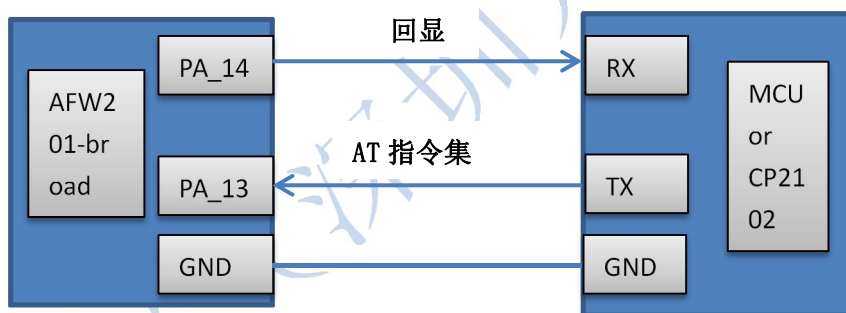 回显
PA_14
RX
AFW2
01-br
oad
MCU
or
CP21
02
AT 指令集
PA_13
TX
GND
GND